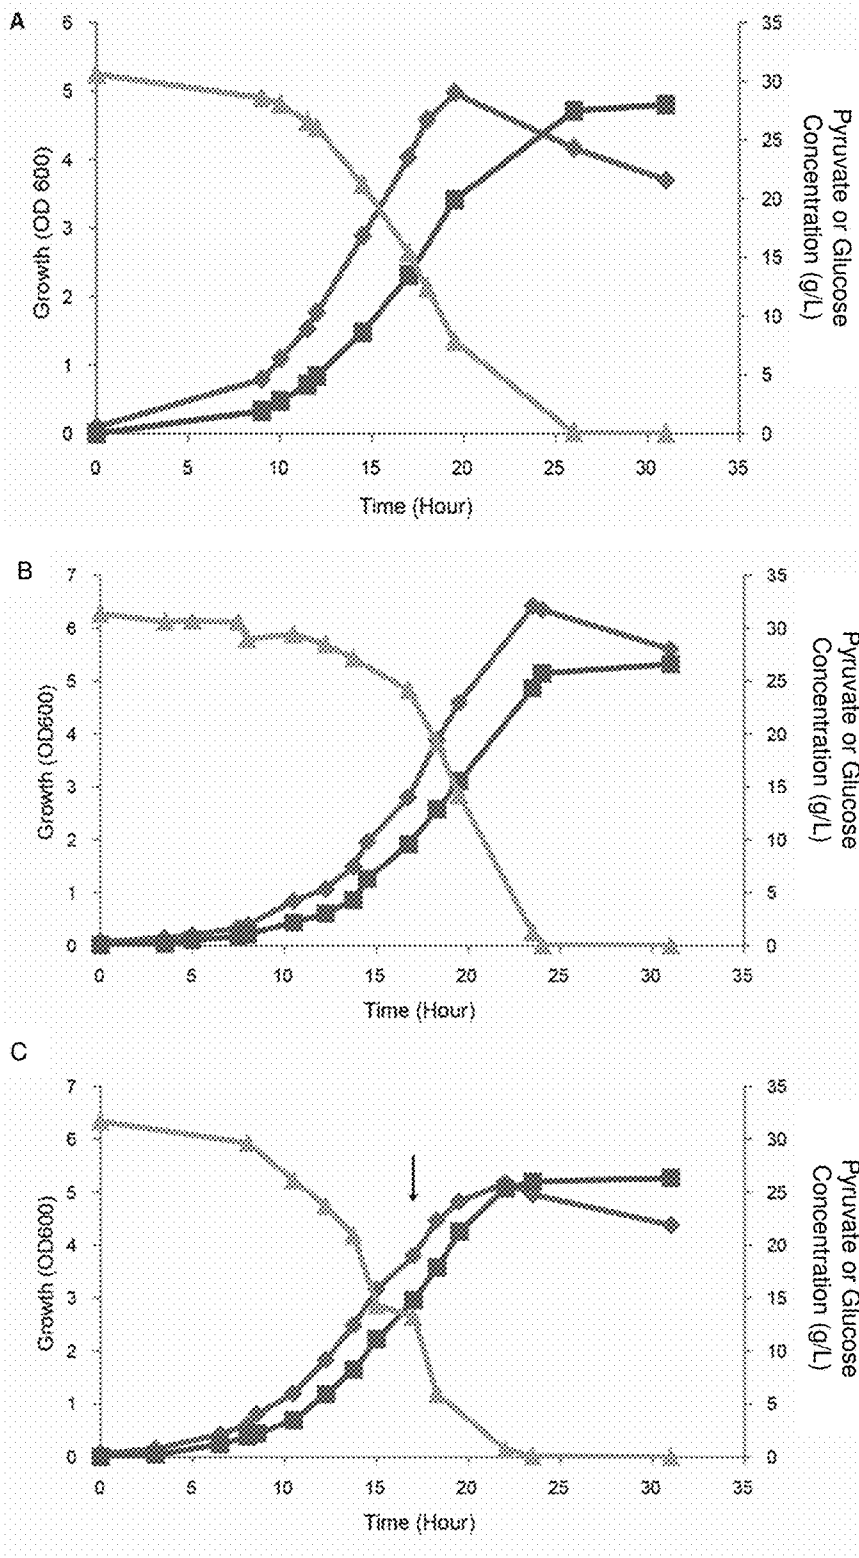 A
6
5
4
3
2
1
0
Growth (OD 600)
35
30
25
20
15
10
5
0
Pyruvate or Glucose
Concentration (g/L)
0 5 10 15 20 25 30 35
Time (Hour)
B
7
6
5
4
3
2
1
0
Growth (OD600)
35
30
25
20
15
10
5
0
Pyruvate or Glucose
Concentration (g/L)
0 5 10 15 20 25 30 35
Time (Hour)
C
7
6
5
4
3
2
1
0
Growth (OD600)
35
30
25
20
15
10
5
0
Pyruvate or Glucose
Concentration (g/L)
0 5 10 15 20 25 30 35
Time (Hour)